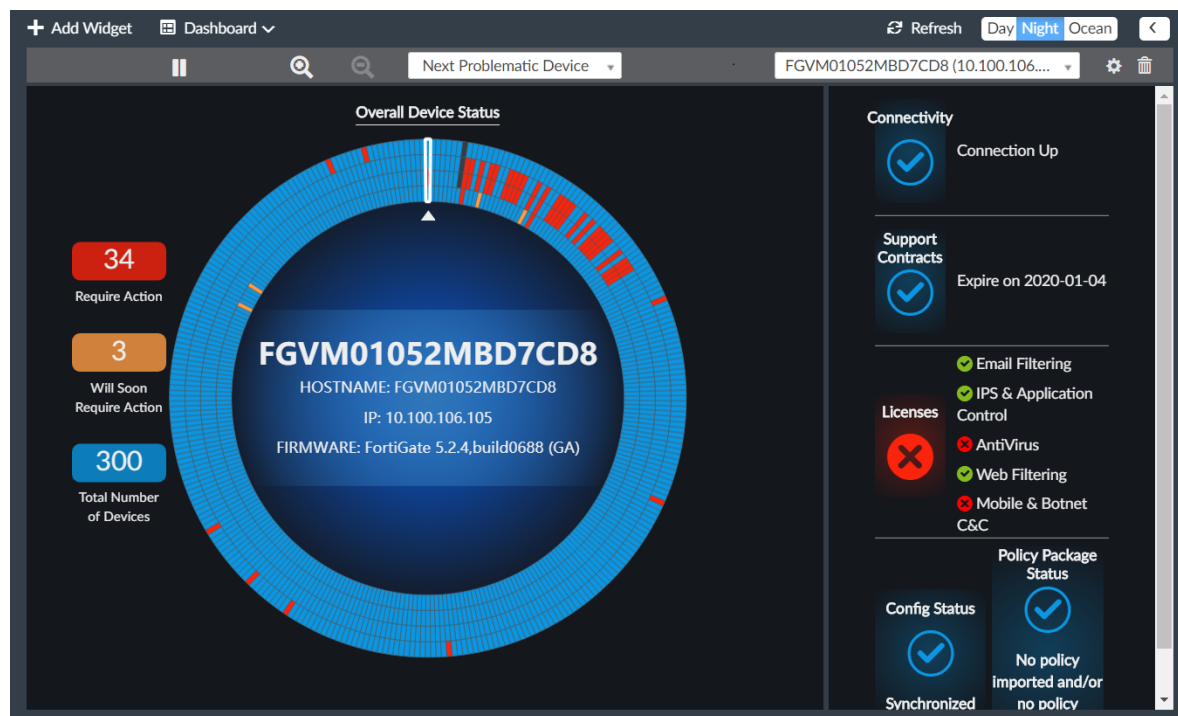 Add Widget
Dashboard
Refresh
Day Night Ocean
Next Problematic Device
FGVM01052MBD7CD8 (10.100.106....
Overall Device Status
34
Require Action
3
Will Soon
Require Action
300
Total Number
of Devices
FGVM01052MBD7CD8
HOSTNAME: FGVM01052MBD7CD8
IP: 10.100.106.105
FIRMWARE: FortiGate 5.2.4,build0688 (GA)
Connectivity
Connection Up
Support
Contracts
Expire on 2020-01-04
Licenses
Email Filtering
IPS & Application
Control
AntiVirus
Web Filtering
Mobile & Botnet
C&C
Config Status
Synchronized
Policy Package
Status
No policy
imported and/or
no policy